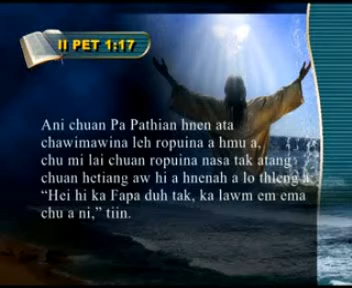 II PET 1:17
Ani chuan Pa Pathian hnen ata
chawimawina leh ropuina a hmu a,
chu mi lai chuan ropuina nasa tak atang
chuan hetiang aw hi a hnenah a lo thleng a
“Hei hi ka Fapa duh tak, ka lawm em ema
chu a ni,” tiin.